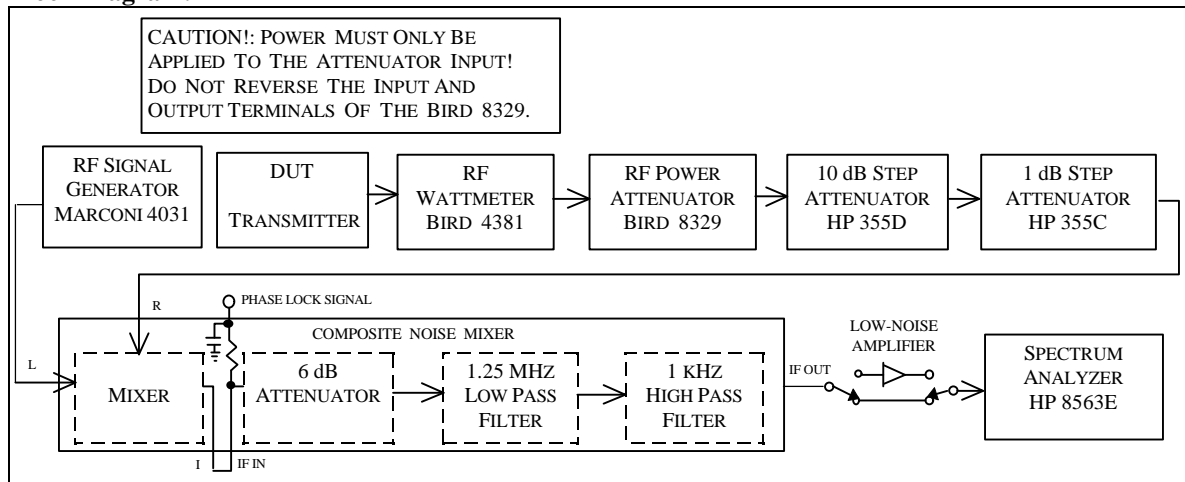 CAUTION!: POWER MUST ONLY BE
APPLIED TO THE ATTENUATOR INPUT!
DO NOT REVERSE THE INPUT AND
OUTPUT TERMINALS OF THE BIRD 8329.
RF SIGNAL
GENERATOR
MARCONI 4031
DUT
TRANSMITTER
RF
WATTMETER
BIRD 4381
RF POWER
ATTENUATOR
BIRD 8329
10 dB STEP
ATTENUATOR
HP 355D
1 dB STEP
ATTENUATOR
HP 355C
R
PHASE LOCK SIGNAL
L
COMPOSITE NOISE MIXER
MIXER
6 dB
ATTENUATOR
1.25 MHZ
LOW PASS
FILTER
1 KHZ
HIGH PASS
FILTER
I
IF IN
IF OUT
LOW-NOISE
AMPLIFIER
SPECTRUM
ANALYZER
HP 8563E